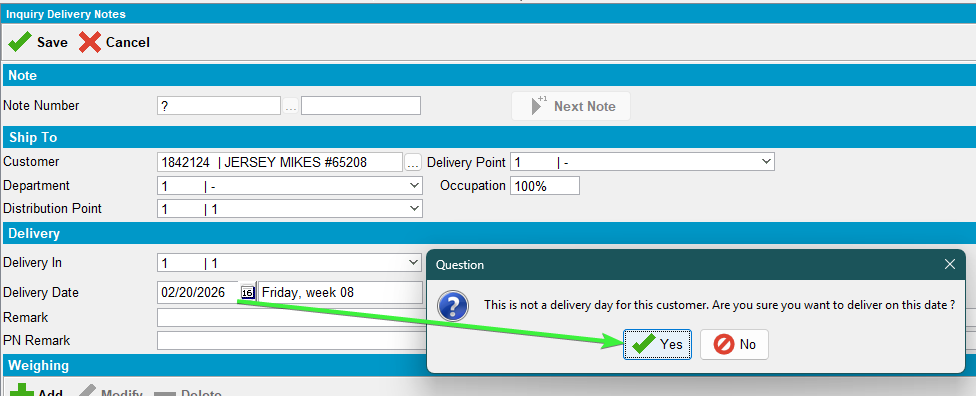 Inquiry Delivery Notes
Save Cancel
Note
Note Number ? ... +1 Next Note
Ship To
Customer 1842124 | JERSEY MIKES #65208 ... Delivery Point 1 | -
Department 1 | - Occupation 100%
Distribution Point 1 | 1
Delivery
Delivery In 1 | 1
Question
Delivery Date 02/20/2026 16 Friday, week 08
This is not a delivery day for this customer. Are you sure you want to deliver on this date ?
Remark
PN Remark
Yes No
Weighing
Add Modify Delete